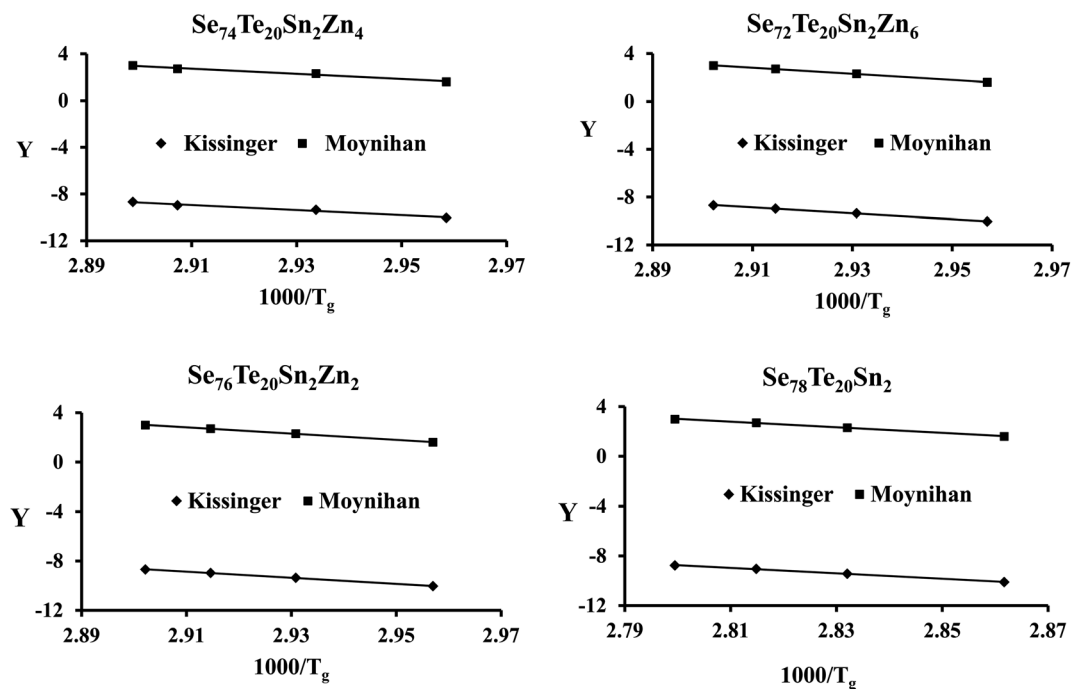 Se₇₄Te₂₀Sn₂Zn₄
4
0
-4
-8
-12
Y
Kissinger Moynihan
2.89 2.91 2.93 2.95 2.97
1000/Tg
Se₇₂Te₂₀Sn₂Zn₆
4
0
-4
-8
-12
Y
Kissinger Moynihan
2.89 2.91 2.93 2.95 2.97
1000/Tg
Se₇₆Te₂₀Sn₂Zn₂
4
0
-4
-8
-12
Y
Kissinger Moynihan
2.89 2.91 2.93 2.95 2.97
1000/Tg
Se₇₈Te₂₀Sn₂
4
0
-4
-8
-12
Y
Kissinger Moynihan
2.79 2.81 2.83 2.85 2.87
1000/Tg